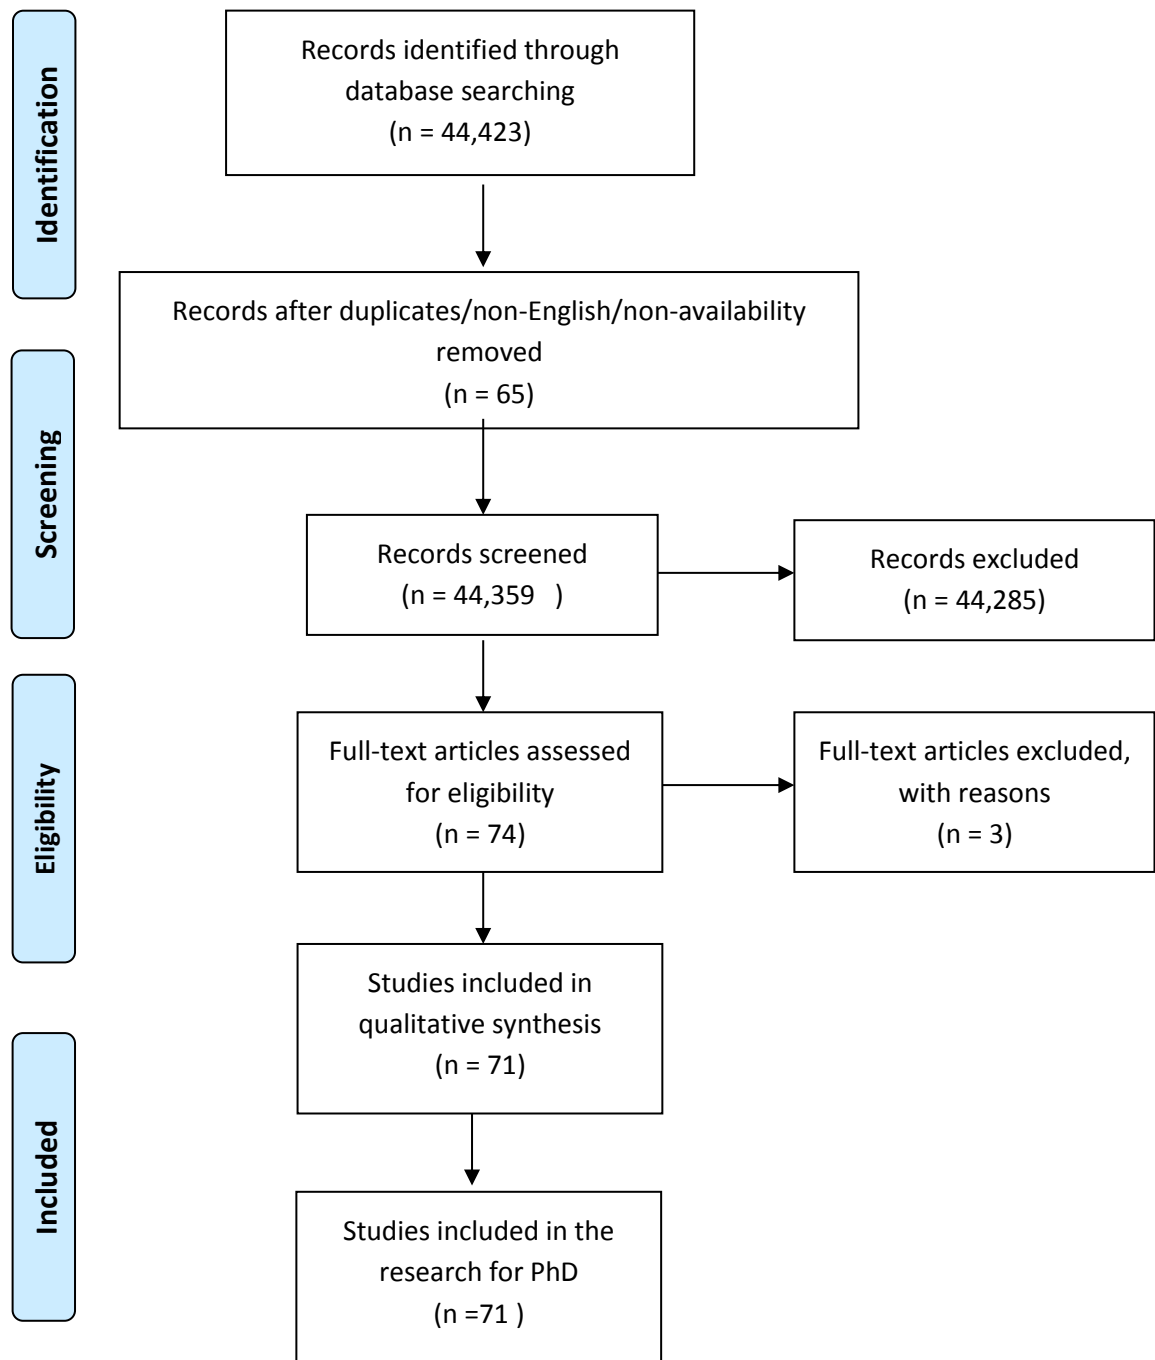 Identification
Records identified through
database searching
(n = 44,423)
Records after duplicates/non-English/non-availability
removed
(n = 65)
Screening
Records screened
(n = 44,359   )
Records excluded
(n = 44,285)
Eligibility
Full-text articles assessed
for eligibility
(n = 74)
Full-text articles excluded,
with reasons
(n = 3)
Studies included in
qualitative synthesis
(n = 71)
Included
Studies included in the
research for PhD
(n =71 )